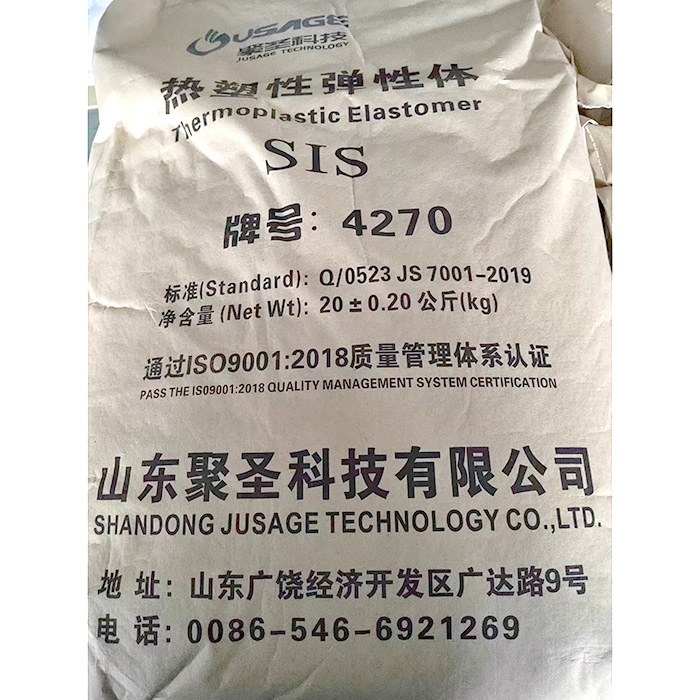 JUSAGE
聚圣科技
JUSAGE TECHNOLOGY
热塑性弹性体
Thermoplastic Elastomer
SIS
牌号: 4270
标准(Standard): Q/0523 JS 7001-2019
净含量 (Net Wt): 20±0.20 公斤(kg)
通过ISO9001:2018质量管理体系认证
PASS THE ISO9001:2018 QUALITY MANAGEMENT SYSTEM CERTIFICATION
山东聚圣科技有限公司
SHANDONG JUSAGE TECHNOLOGY CO.,LTD.
地 址: 山东广饶经济开发区广达路9号
电 话: 0086-546-6921269